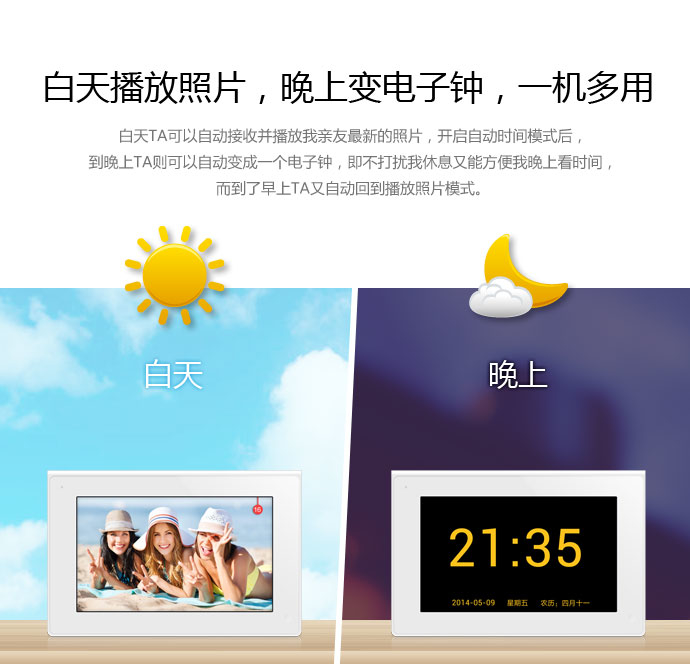 白天播放照片，晚上变电子钟，一机多用
白天TA可以自动接收并播放我亲友最新的照片，开启自动时间模式后，
到晚上TA则可以自动变成一个电子钟，即不打扰我休息又能方便我晚上看时间，
而到了早上TA又自动回到播放照片模式。
白天
晚上
16
21:35
2014-05-09 星期五 农历：四月十一